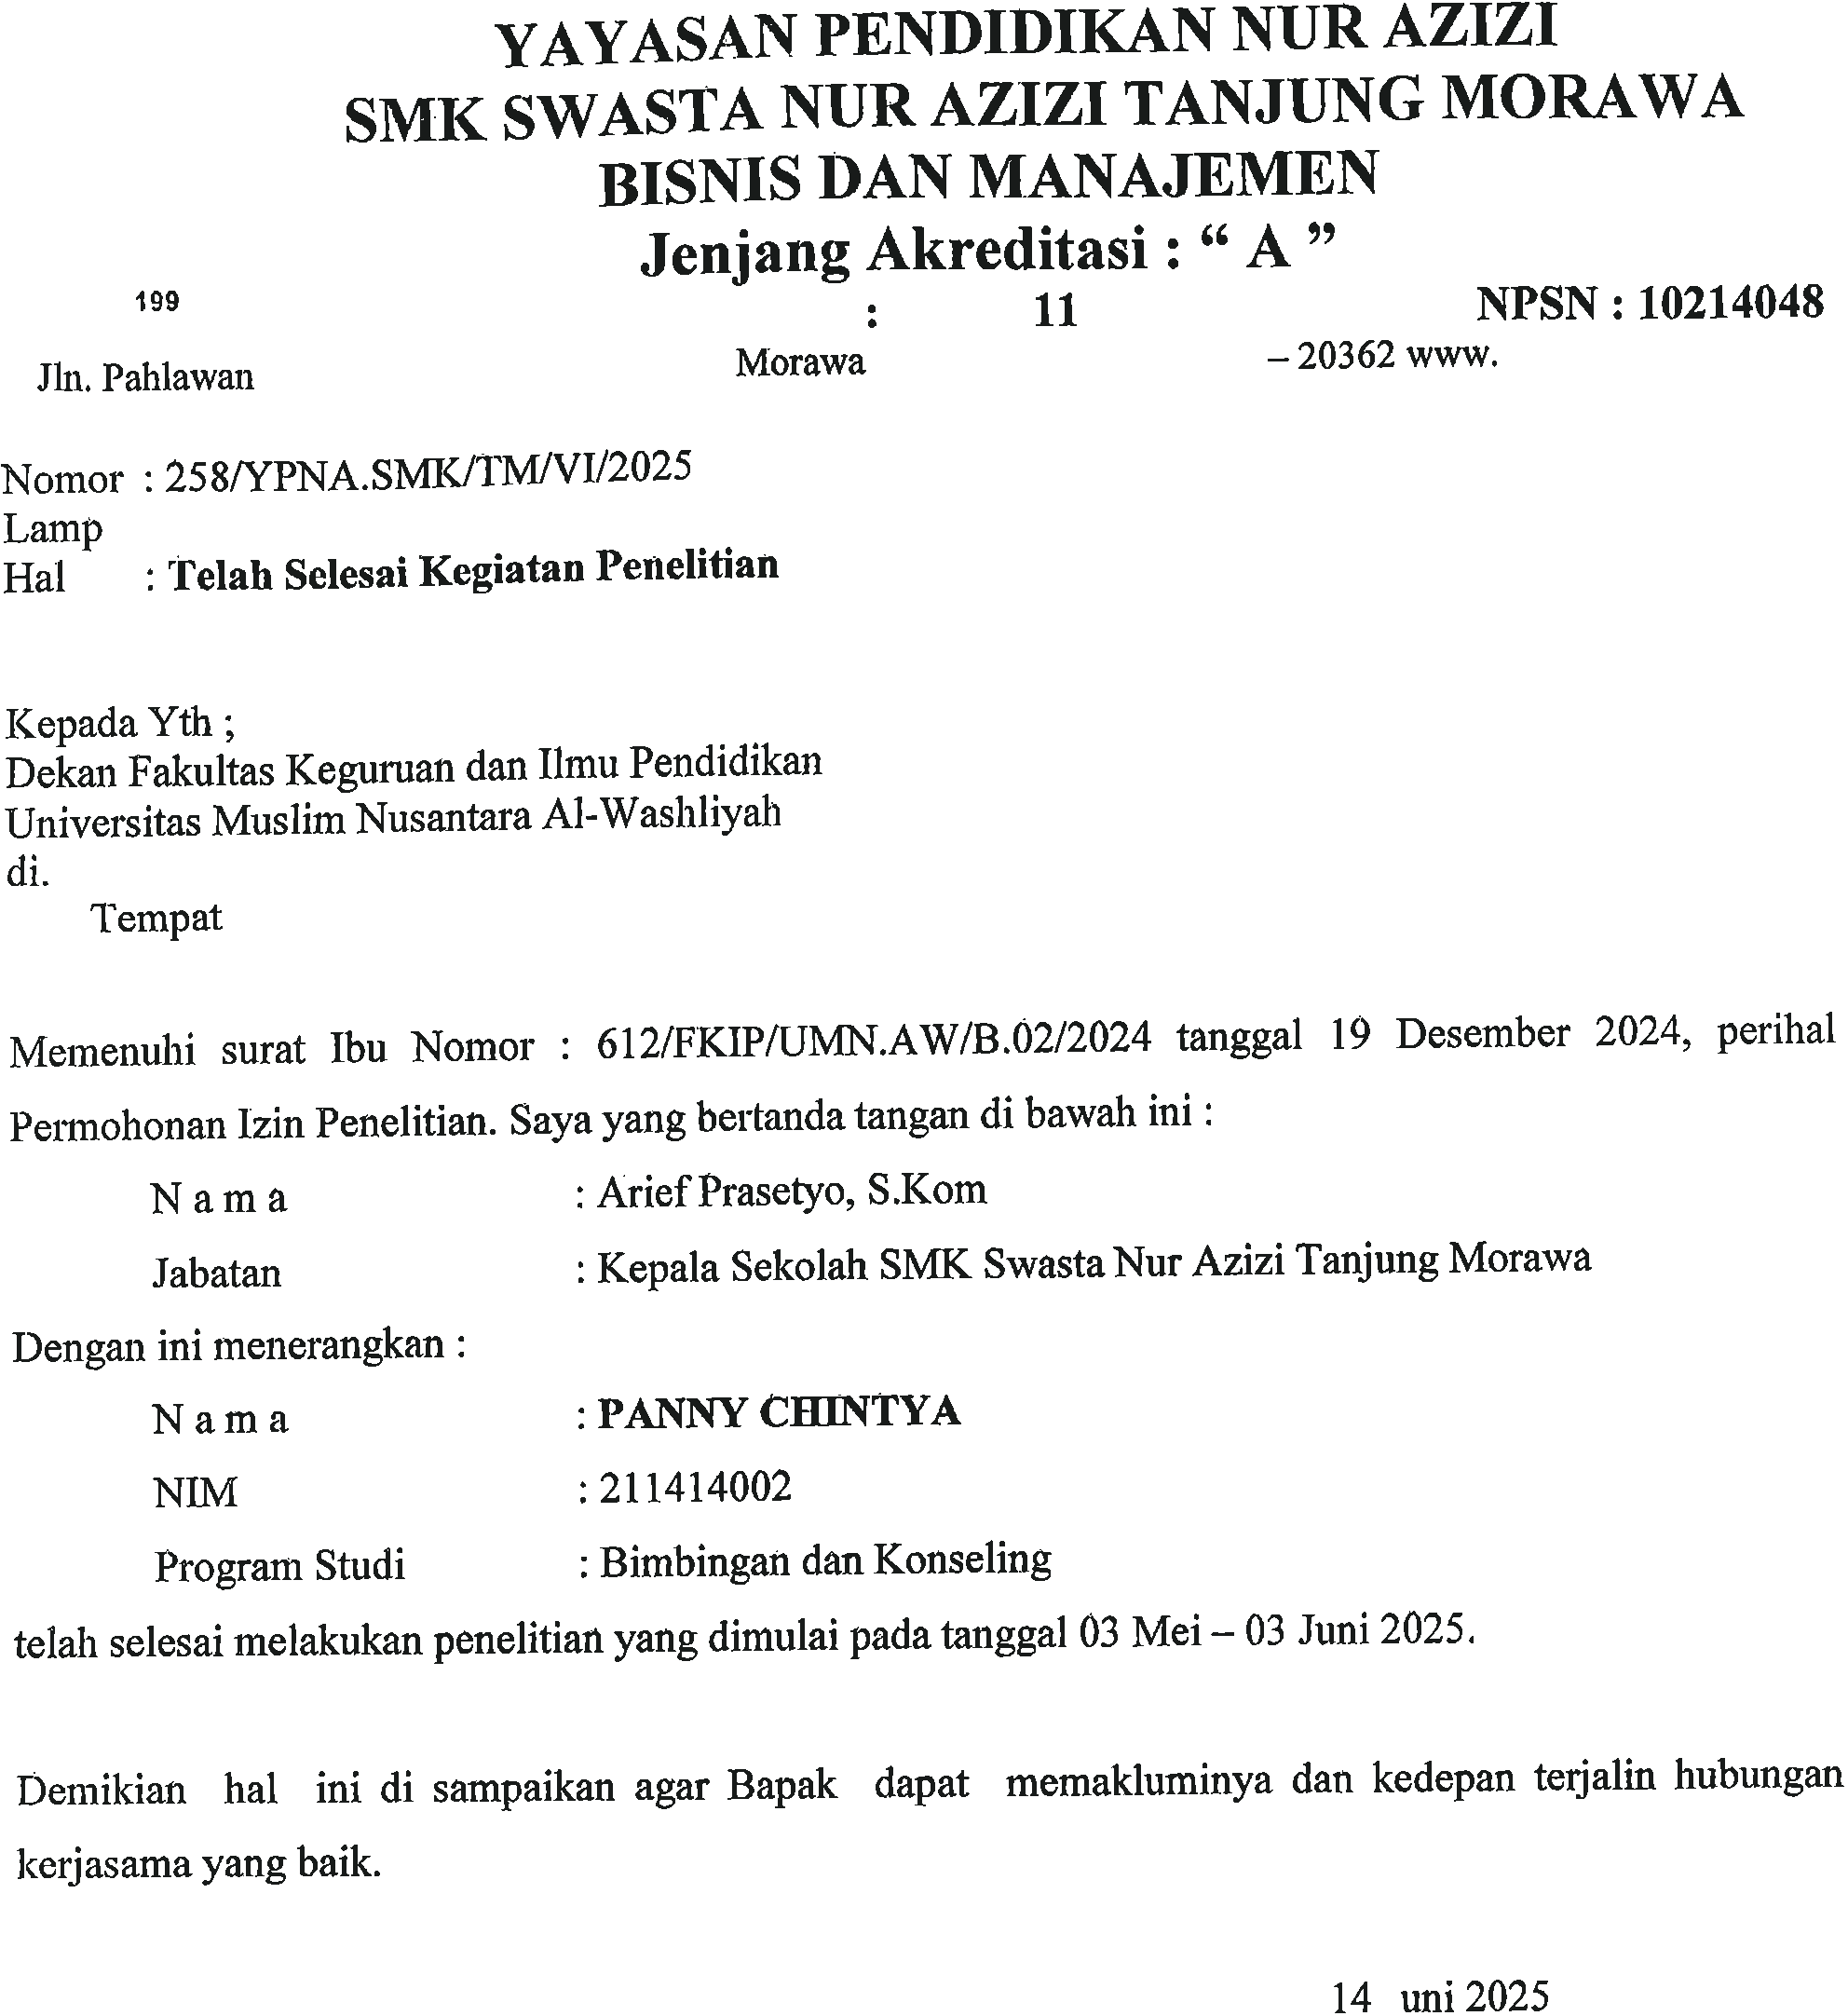 YAYASAN PENDIDIKAN NUR AZIZI
SMK SWASTA NUR AZIZI TANJUNG MORAWA
BISNIS DAN MANAJEMEN
Jenjang Akreditasi : “ A ”
199 : 11 NPSN : 10214048
Jln. Pahlawan Morawa – 20362 www.
Nomor : 258/YPNA.SMK/TM/VI/2025
Lamp
Hal : Telah Selesai Kegiatan Penelitian
Kepada Yth ;
Dekan Fakultas Keguruan dan Ilmu Pendidikan
Universitas Muslim Nusantara Al-Washliyah
di.
Tempat
Memenuhi surat Ibu Nomor : 612/FKIP/UMN.AW/B.02/2024 tanggal 19 Desember 2024, perihal
Permohonan Izin Penelitian. Saya yang bertanda tangan di bawah ini :
N a m a : Arief Prasetyo, S.Kom
Jabatan : Kepala Sekolah SMK Swasta Nur Azizi Tanjung Morawa
Dengan ini menerangkan :
N a m a : PANNY CHINTYA
NIM : 211414002
Program Studi : Bimbingan dan Konseling
telah selesai melakukan penelitian yang dimulai pada tanggal 03 Mei – 03 Juni 2025.
Demikian hal ini di sampaikan agar Bapak dapat memakluminya dan kedepan terjalin hubungan
kerjasama yang baik.
14 uni 2025